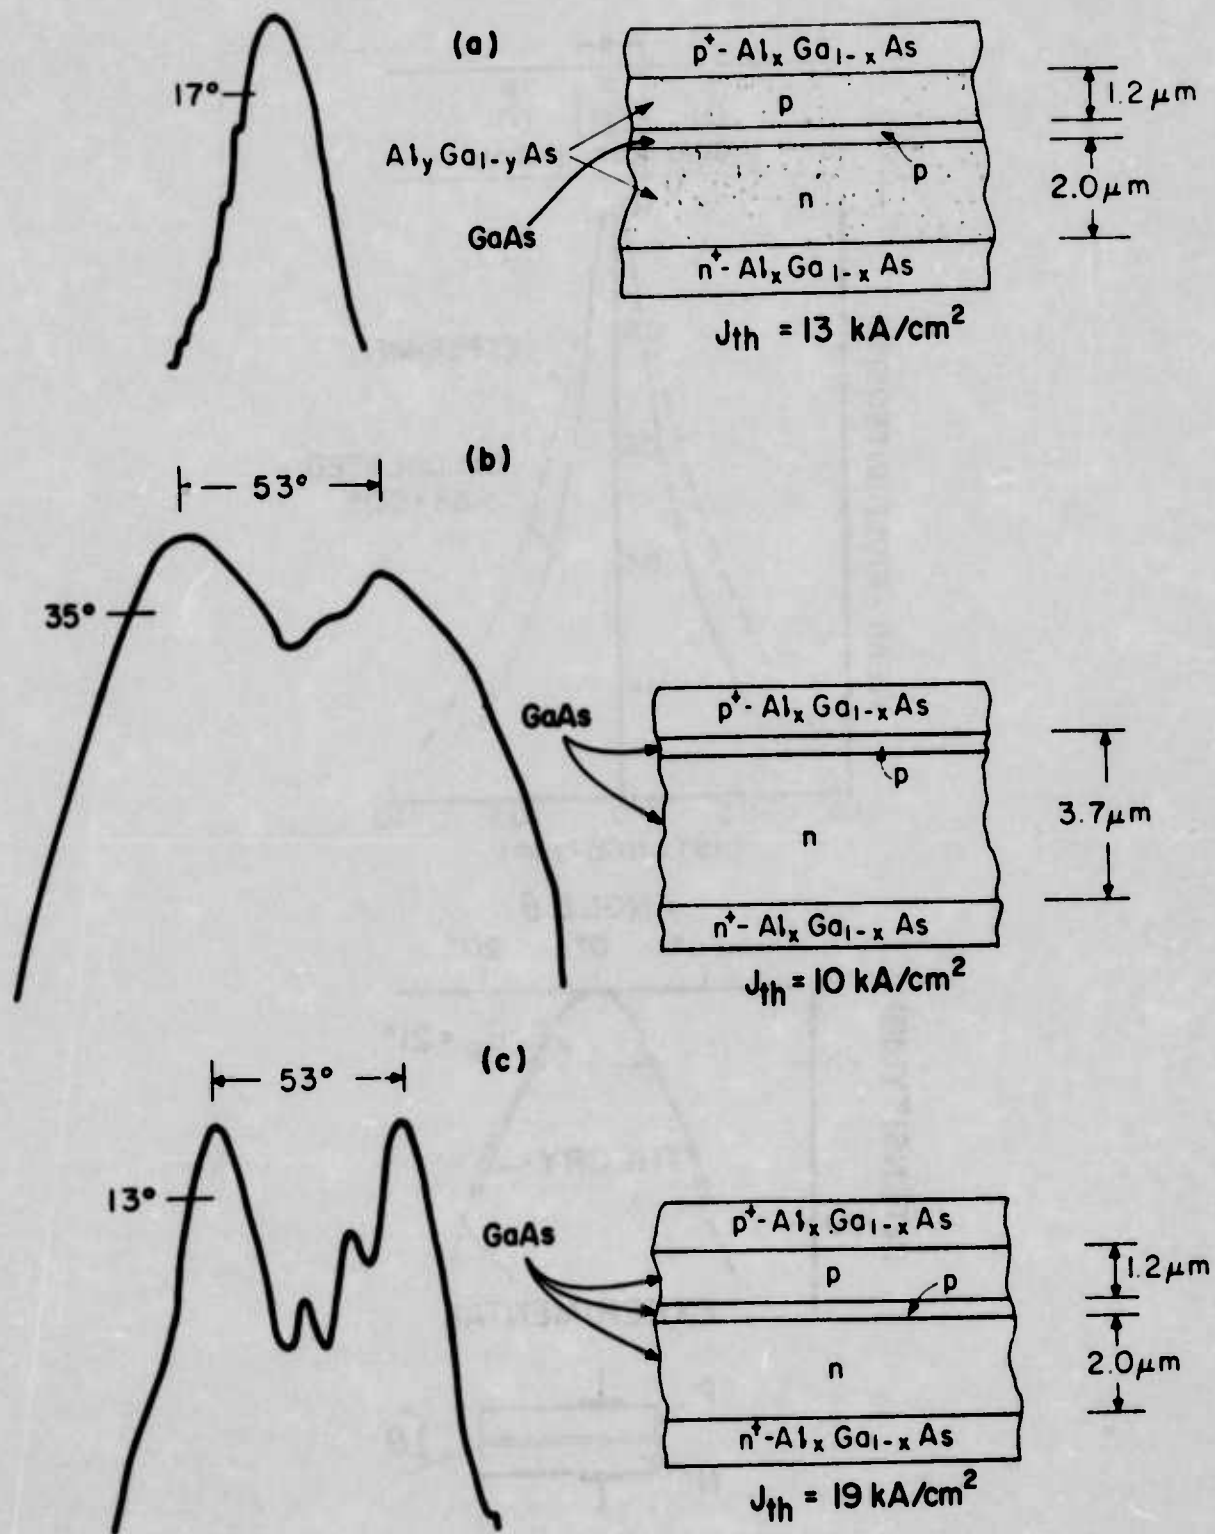 (a)
17°
p⁺-AlₓGa₁₋ₓAs
p
AlyGa1-yAs
p
GaAs
n
n⁺-AlₓGa₁₋ₓAs
1.2 μm
2.0 μm
Jth = 13 kA/cm²
(b)
53°
35°
GaAs
p⁺-AlₓGa₁₋ₓAs
p
n
n⁺-AlₓGa₁₋ₓAs
3.7 μm
Jth = 10 kA/cm²
(c)
53°
13°
GaAs
p⁺-AlₓGa₁₋ₓAs
p
p
n
n⁺-AlₓGa₁₋ₓAs
1.2 μm
2.0 μm
Jth = 19 kA/cm²